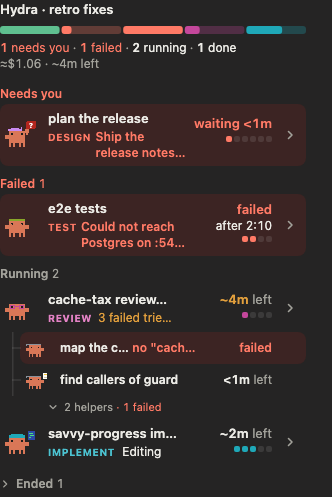 Hydra · retro fixes
1 needs you · 1 failed · 2 running · 1 done
≈$1.06 · ~4m left
Needs you
plan the release
waiting <1m
DESIGN Ship the
release notes...
Failed 1
e2e tests
failed
TEST Could not reach
after 2:10
Postgres on :54...
Running 2
cache-tax review...
~4m left
REVIEW 3 failed trie...
map the c... no "cach...
failed
find callers of guard
<1m left
2 helpers · 1 failed
savvy-progress im...
~2m left
IMPLEMENT Editing
Ended 1